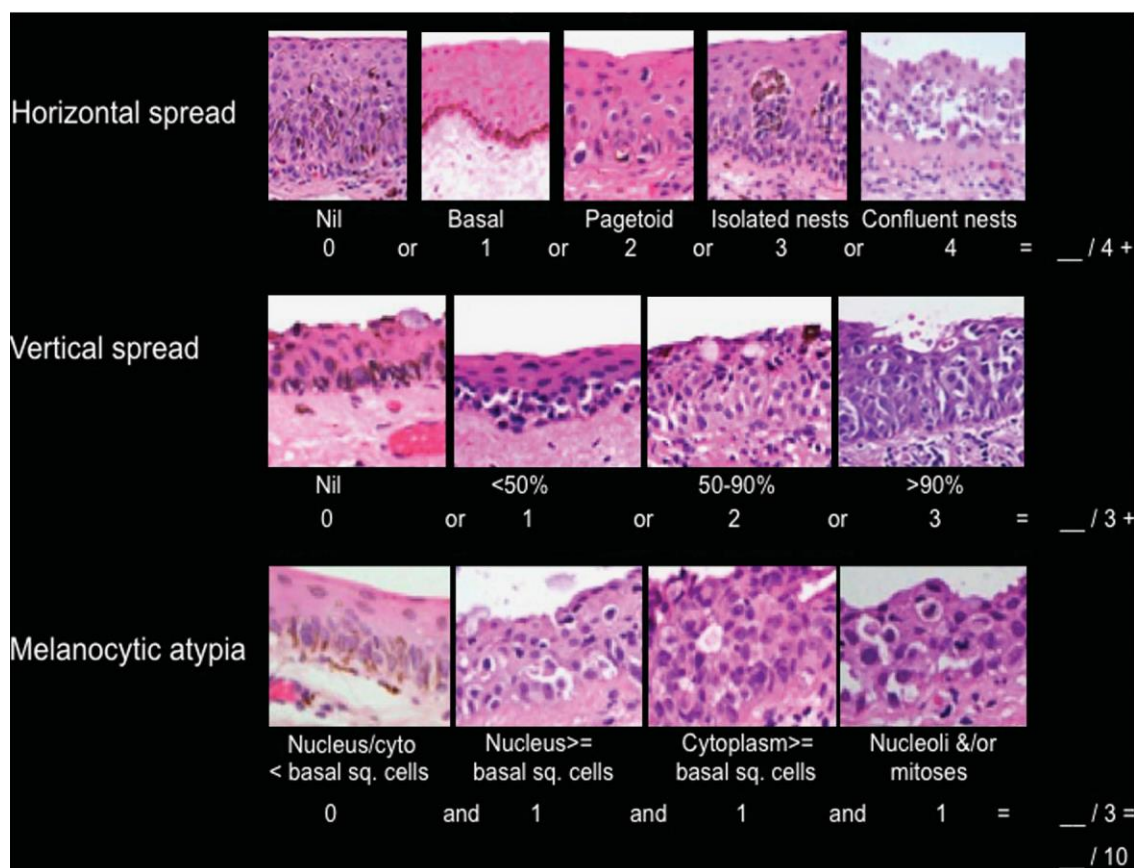 Horizontal spread
Nil Basal Pagetoid Isolated nests Confluent nests
0 or 1 or 2 or 3 or 4 = __ / 4 +
Vertical spread
Nil <50% 50-90% >90%
0 or 1 or 2 or 3 = __ / 3 +
Melanocytic atypia
Nucleus/cyto Nucleus>= Cytoplasm>= Nucleoli &/or
< basal sq. cells basal sq. cells basal sq. cells mitoses
0 and 1 and 1 and 1 = __ / 3 =
__ / 10